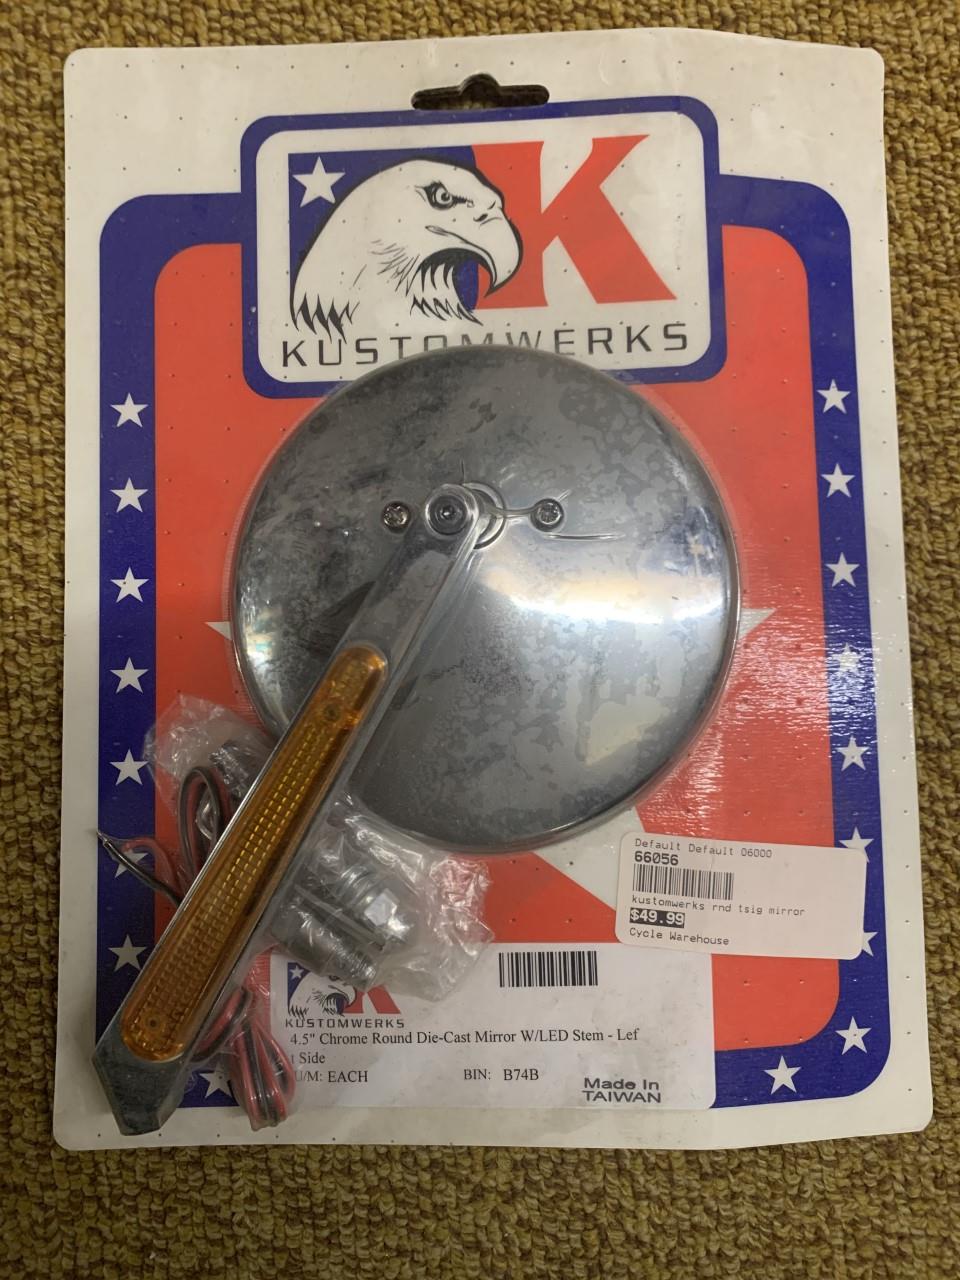 K
KUSTOMWERKS
Default Default 06000
66056
kustomwerks rnd tsig mirror
$49.99
Cycle Warehouse
K
KUSTOMWERKS
4.5" Chrome Round Die-Cast Mirror W/LED Stem - Lef
t Side
U/M: EACH BIN: B74B
Made In
TAIWAN